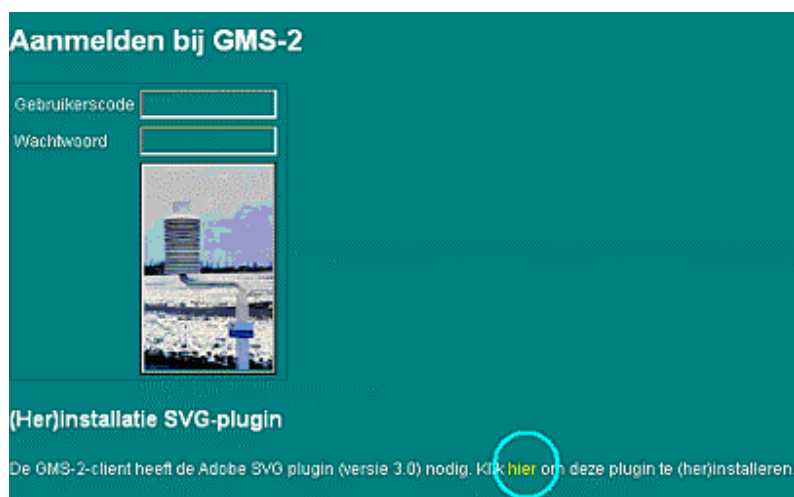 Aanmelden bij GMS-2
Gebruikerscode
Wachtwoord
(Her)installatie SVG-plugin
De GMS-2-client heeft de Adobe SVG plugin (versie 3.0) nodig. Klik hier om deze plugin te (her)installeren.